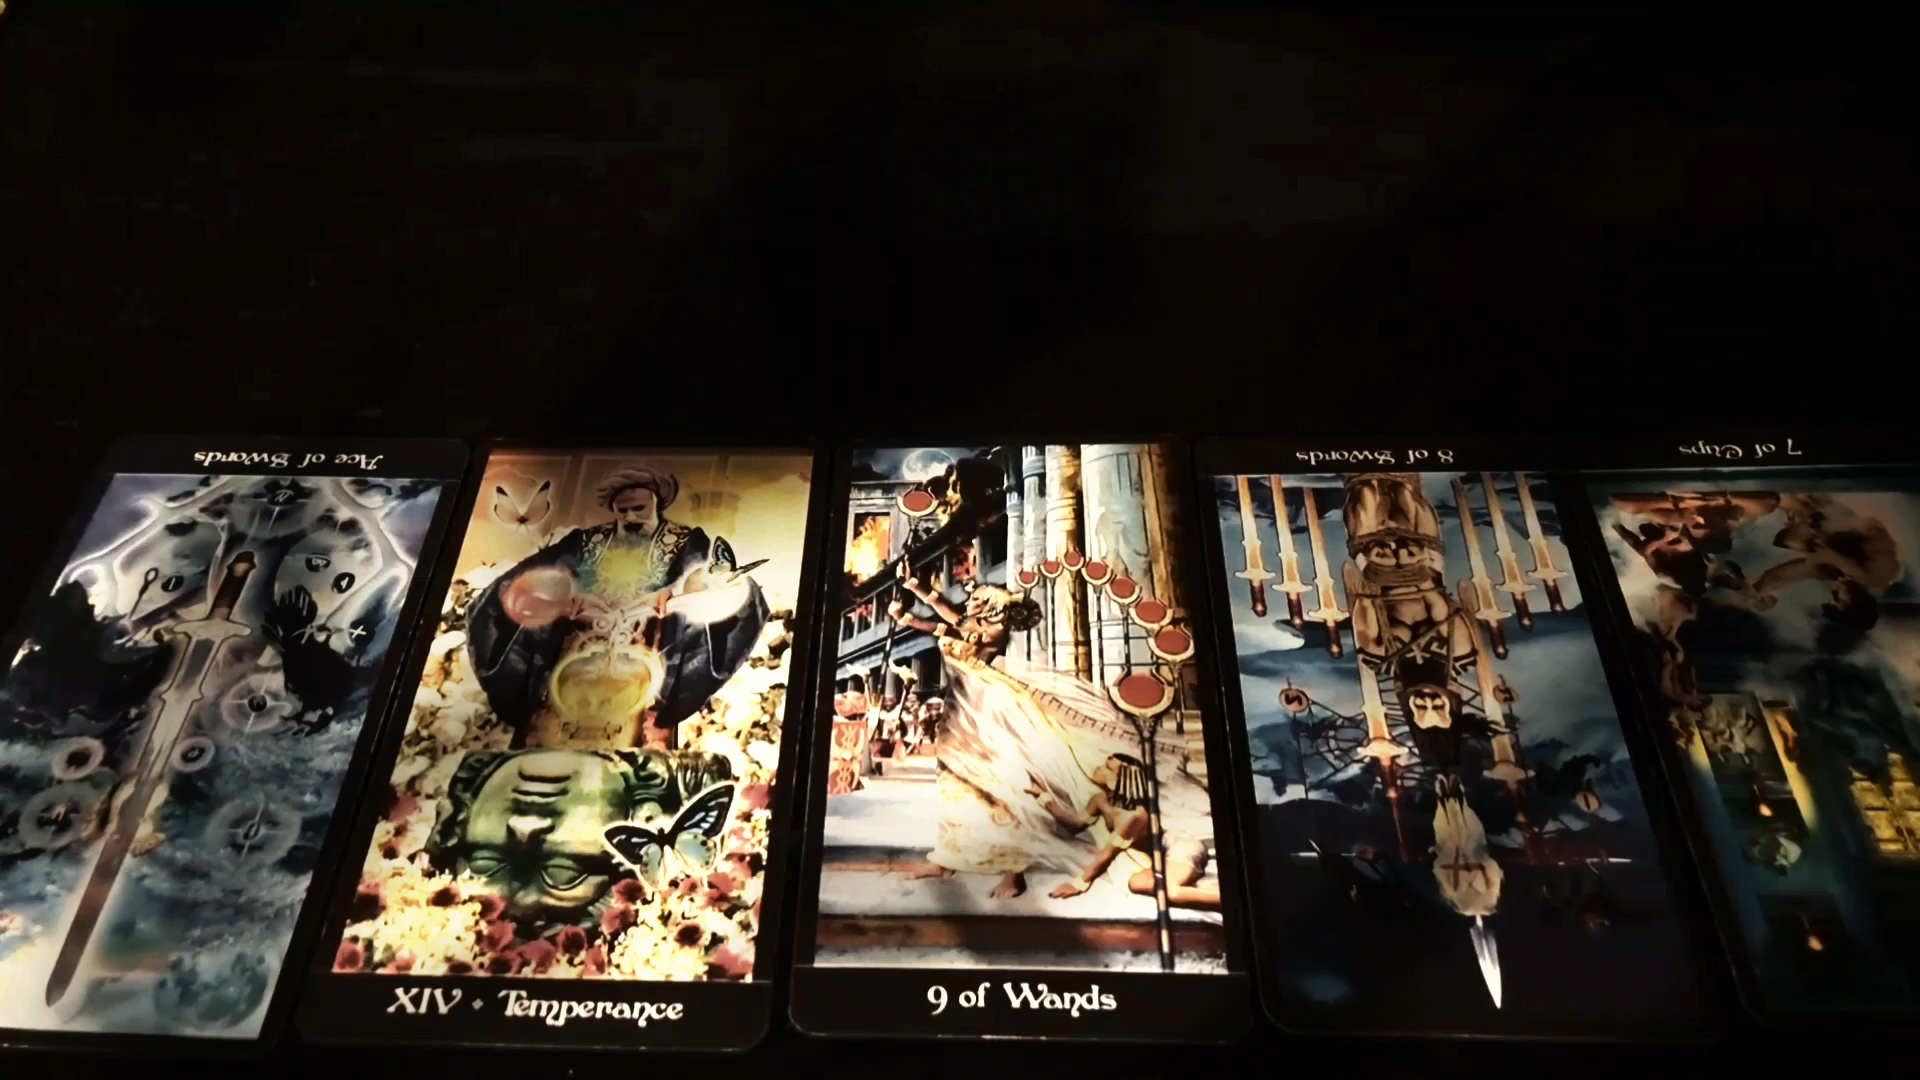 Ace of Swords
XIV • Temperance
9 of Wands
8 of Swords
7 of Cups